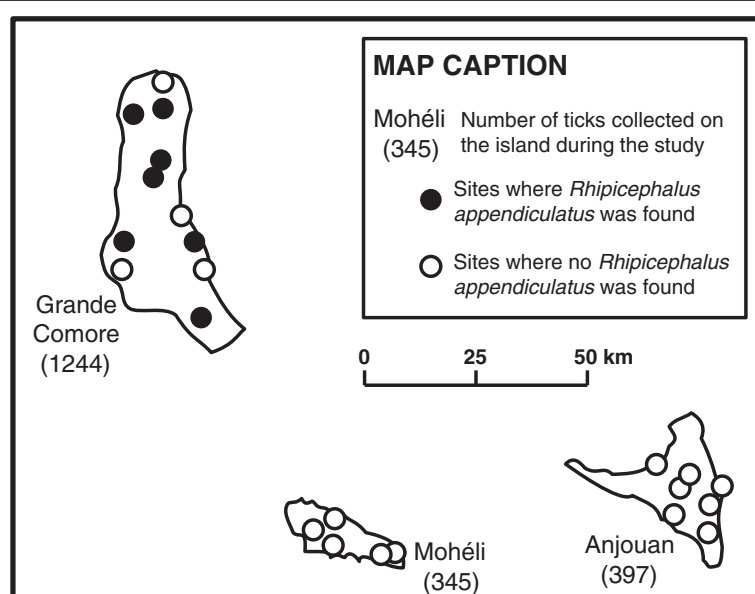 MAP CAPTION
Mohéli
(345)
Number of ticks collected on
the island during the study
Sites where Rhipicephalus
appendiculatus was found
Sites where no Rhipicephalus
appendiculatus was found
Grande
Comore
(1244)
0 25 50 km
Mohéli
(345)
Anjouan
(397)